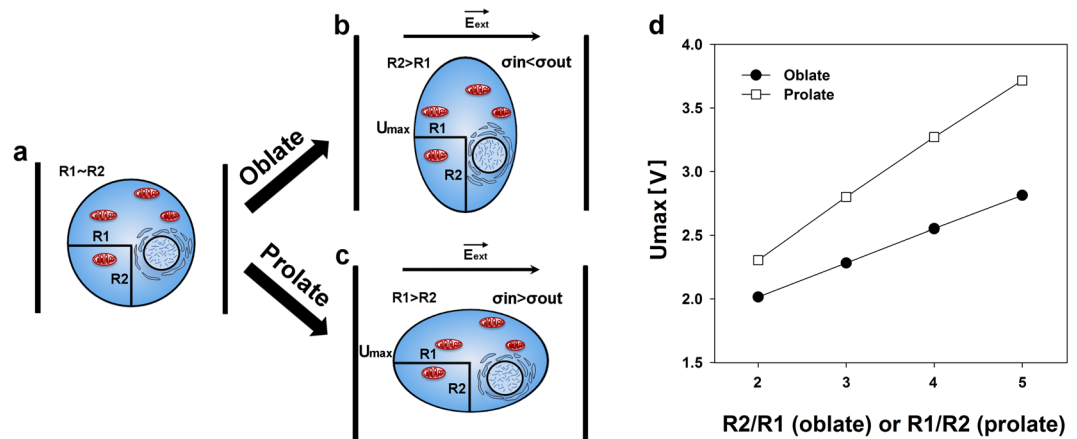 a
R1~R2
R1
R2
Oblate
Prolate
b
Eext
R2>R1
σin<σout
Umax
R1
R2
c
Eext
R1>R2
σin>σout
Umax
R1
R2
d
Oblate
Prolate
Umax [V]
4.0
3.5
3.0
2.5
2.0
1.5
2
3
4
5
R2/R1 (oblate) or R1/R2 (prolate)